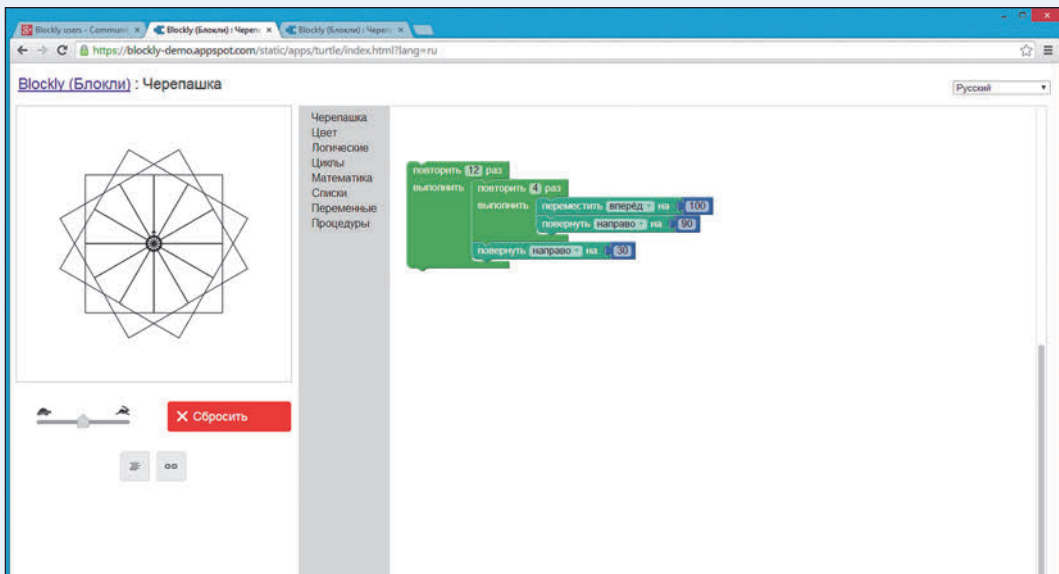 Blockly users - Communit
Blockly (Блокли) : Череп
Blockly (Блокли) : Череп
https://blockly-demo.appspot.com/static/apps/turtle/index.html?lang=ru
Blockly (Блокли) : Черепашка
Русский
Черепашка
Цвет
Логические
Циклы
Математика
Списки
Переменные
Процедуры
повторить 12 раз
выполнить повторить 4 раз
выполнить переместить вперёд на 100
повернуть направо на 90
повернуть направо на 30
Сбросить